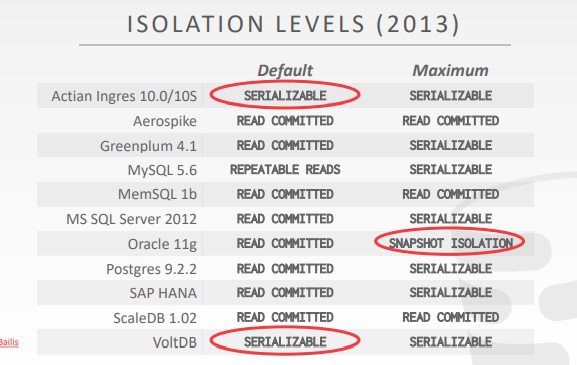 ISOLATION LEVELS (2013)
Default Maximum
Actian Ingres 10.0/10S SERIALIZABLE SERIALIZABLE
Aerospike READ COMMITTED READ COMMITTED
Greenplum 4.1 READ COMMITTED SERIALIZABLE
MySQL 5.6 REPEATABLE READS SERIALIZABLE
MemSQL 1b READ COMMITTED READ COMMITTED
MS SQL Server 2012 READ COMMITTED SERIALIZABLE
Oracle 11g READ COMMITTED SNAPSHOT ISOLATION
Postgres 9.2.2 READ COMMITTED SERIALIZABLE
SAP HANA READ COMMITTED SERIALIZABLE
ScaleDB 1.02 READ COMMITTED READ COMMITTED
Bailis VoltDB SERIALIZABLE SERIALIZABLE